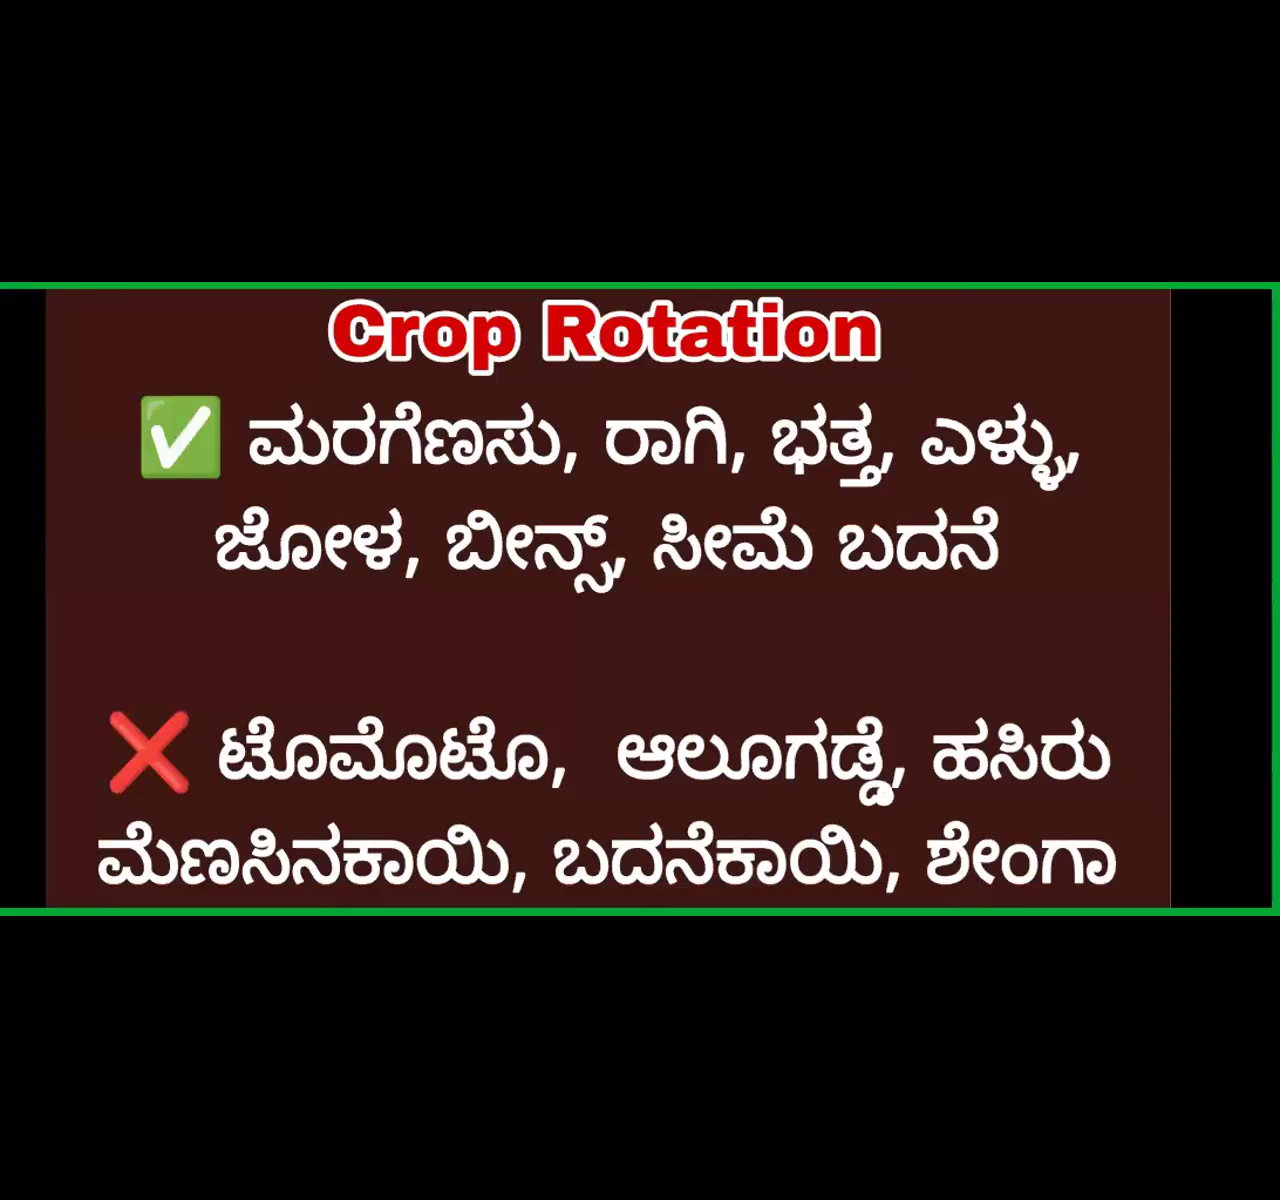 Crop Rotation
✅ ಮರಗೆಣಸು, ರಾಗಿ, ಭತ್ತ, ಎಳ್ಳು,
ಜೋಳ, ಬೀನ್ಸ್, ಸೀಮೆ ಬದನೆ
❌ ಟೊಮೊಟೊ, ಆಲೂಗಡ್ಡೆ, ಹಸಿರು
ಮೆಣಸಿನಕಾಯಿ, ಬದನೆಕಾಯಿ, ಶೇಂಗಾ